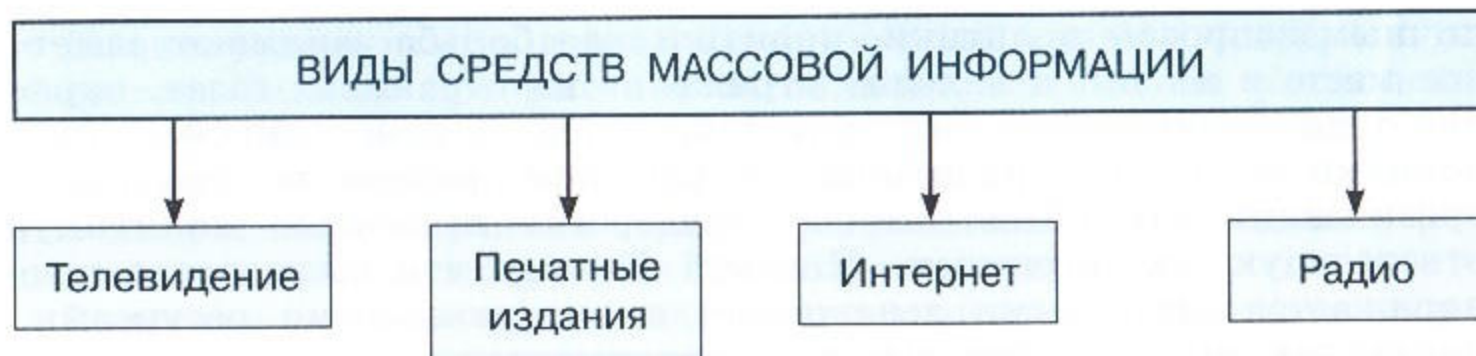 ВИДЫ СРЕДСТВ МАССОВОЙ ИНФОРМАЦИИ
Телевидение
Печатные
издания
Интернет
Радио